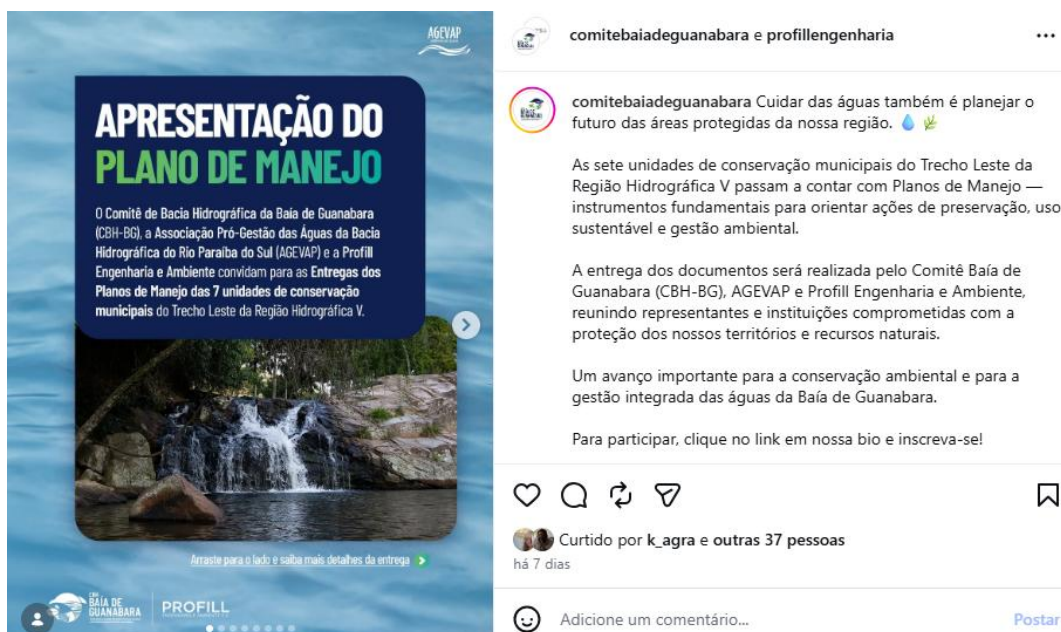 AGEVAP
APRESENTAÇÃO DO
PLANO DE MANEJO
O Comitê de Bacia Hidrográfica da Baía de Guanabara
(CBH-BG), a Associação Pró-Gestão das Águas da Bacia
Hidrográfica do Rio Paraíba do Sul (AGEVAP) e a Profill
Engenharia e Ambiente convidam para as Entregas dos
Planos de Manejo das 7 unidades de conservação
municipais do Trecho Leste da Região Hidrográfica V.
Arraste para o lado e saiba mais detalhes da entrega
BAÍA DE
GUANABARA
PROFILL
comitebaiadeguanabara e profillengenharia
comitebaiadeguanabara Cuidar das águas também é planejar o
futuro das áreas protegidas da nossa região. 💧 🌿
As sete unidades de conservação municipais do Trecho Leste da
Região Hidrográfica V passam a contar com Planos de Manejo —
instrumentos fundamentais para orientar ações de preservação, uso
sustentável e gestão ambiental.
A entrega dos documentos será realizada pelo Comitê Baía de
Guanabara (CBH-BG), AGEVAP e Profill Engenharia e Ambiente,
reunindo representantes e instituições comprometidas com a
proteção dos nossos territórios e recursos naturais.
Um avanço importante para a conservação ambiental e para a
gestão integrada das águas da Baía de Guanabara.
Para participar, clique no link em nossa bio e inscreva-se!
Curtido por k_agra e outras 37 pessoas
há 7 dias
Adicione um comentário...
Postar